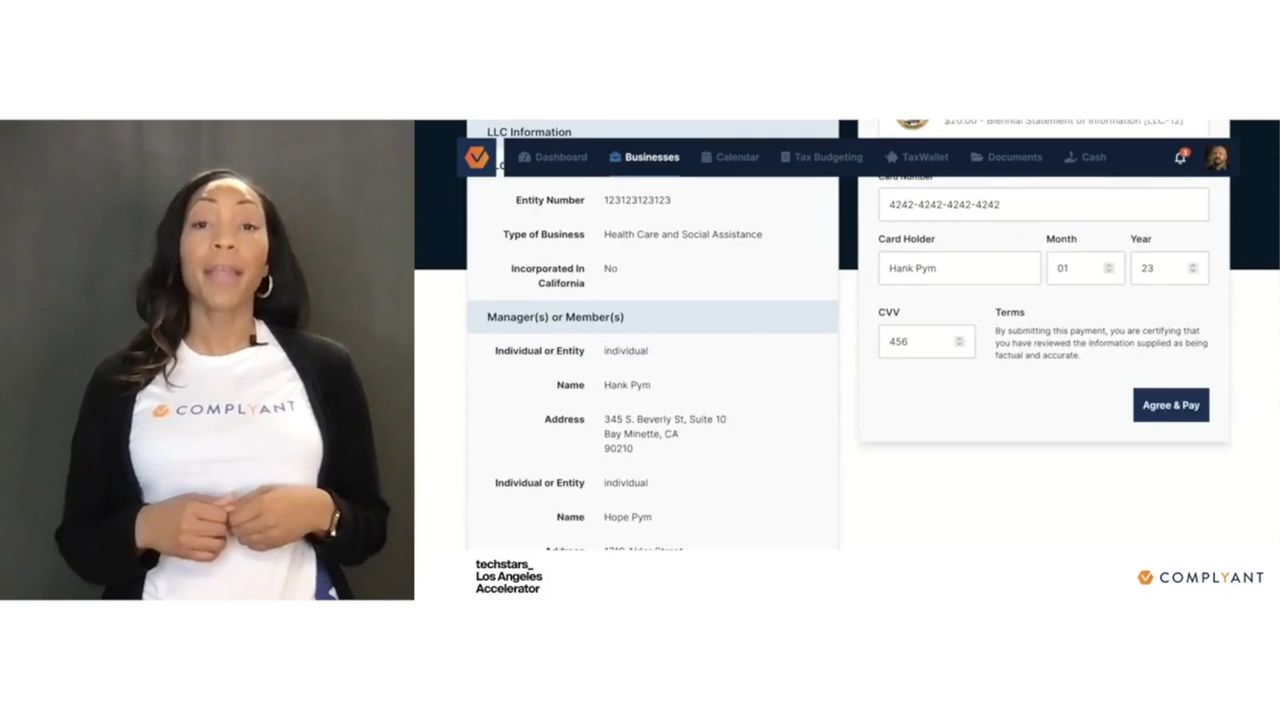 COMPLYANT
LLC Information
Dashboard
Businesses
Calendar
Tax Budgeting
TaxWallet
Documents
Cash
Entity Number 123123123123
Type of Business Health Care and Social Assistance
Incorporated In No
California
Manager(s) or Member(s)
Individual or Entity individual
Name Hank Pym
Address 345 S. Beverly St, Suite 10
Bay Minette, CA
90210
Individual or Entity individual
Name Hope Pym
$20.00 - Biennial Statement of Information (LLC-12)
Card Number
4242-4242-4242-4242
Card Holder Month Year
Hank Pym 01 23
CVV Terms
456
By submitting this payment, you are certifying that
you have reviewed the information supplied as being
factual and accurate.
Agree & Pay
techstars_
Los Angeles
Accelerator
COMPLYANT